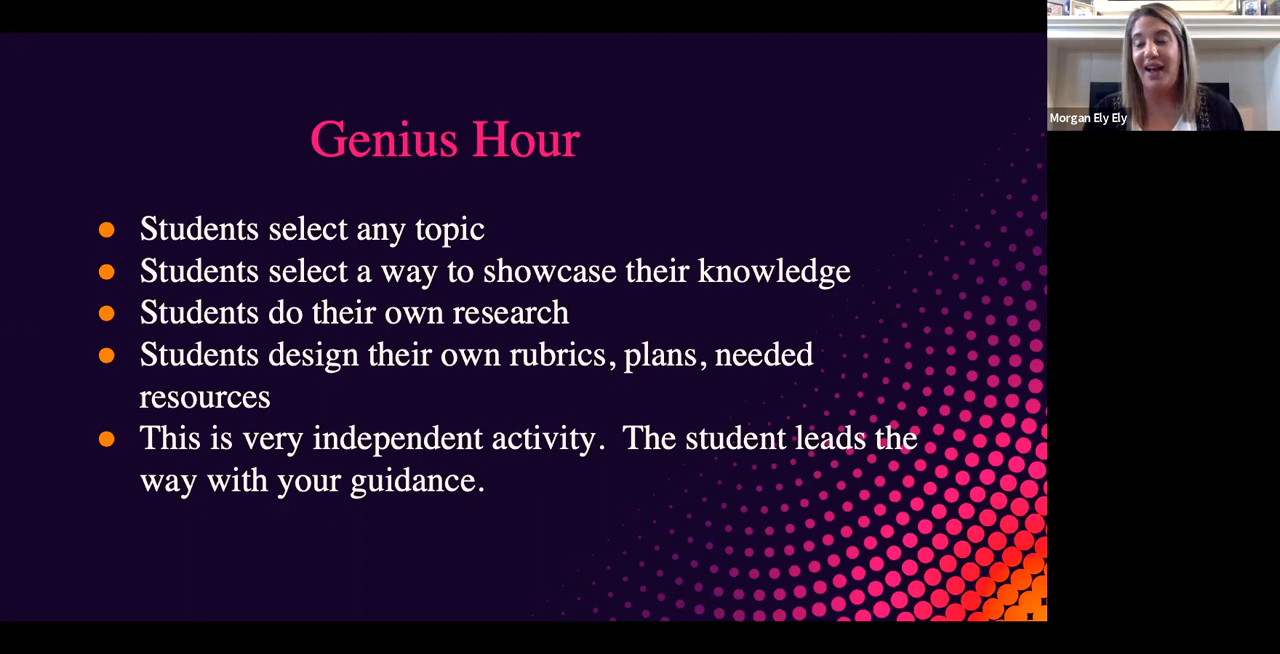 Genius Hour
Students select any topic
Students select a way to showcase their knowledge
Students do their own research
Students design their own rubrics, plans, needed
resources
This is very independent activity.  The student leads the
way with your guidance.
Morgan Ely Ely